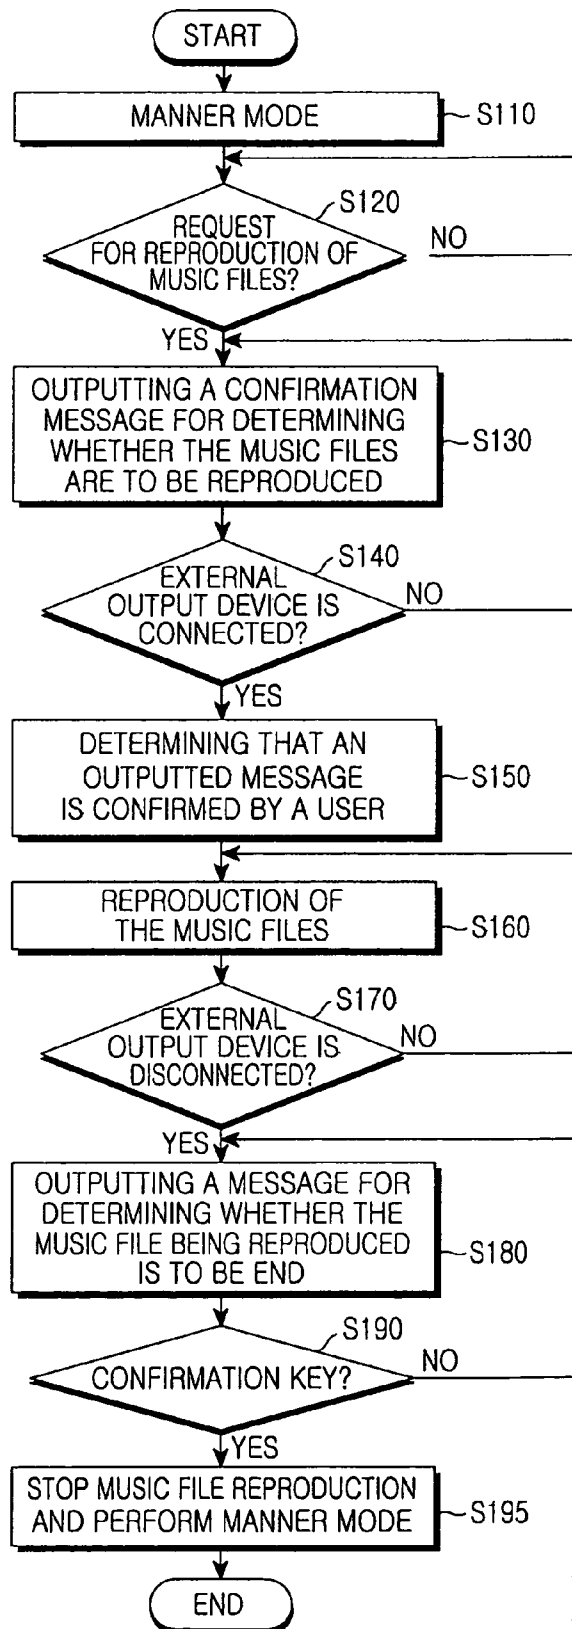 START
MANNER MODE
S110
S120
REQUEST
FOR REPRODUCTION OF
MUSIC FILES?
NO
YES
OUTPUTTING A CONFIRMATION
MESSAGE FOR DETERMINING
WHETHER THE MUSIC FILES
ARE TO BE REPRODUCED
S130
S140
EXTERNAL
OUTPUT DEVICE IS
CONNECTED?
NO
YES
DETERMINING THAT AN
OUTPUTTED MESSAGE
IS CONFIRMED BY A USER
S150
REPRODUCTION OF
THE MUSIC FILES
S160
S170
EXTERNAL
OUTPUT DEVICE IS
DISCONNECTED?
NO
YES
OUTPUTTING A MESSAGE FOR
DETERMINING WHETHER THE
MUSIC FILE BEING REPRODUCED
IS TO BE END
S180
S190
CONFIRMATION KEY?
NO
YES
STOP MUSIC FILE REPRODUCTION
AND PERFORM MANNER MODE
S195
END